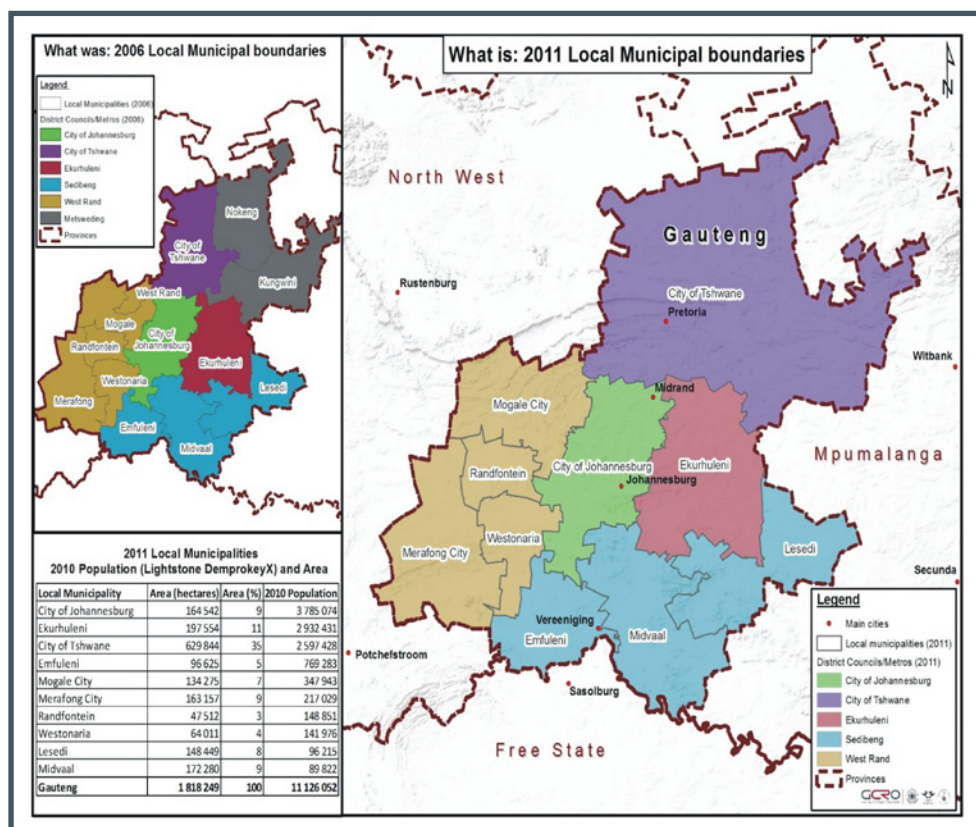 What was: 2006 Local Municipal boundaries
Legend
Local Municipalities (2006)
District Councils/Metros (2006)
City of Johannesburg
City of Tshwane
Ekurhuleni
Sedibeng
West Rand
Metsweding
Provinces
Nokeng
City of
Tshwane
Kungwini
West Rand
Mogale
City of
Johannesburg
Randfontein
Ekurhuleni
Westonaria
Lesedi
Merafong
Emfuleni
Midvaal
2011 Local Municipalities
2010 Population (Lightstone DemprokeyX) and Area
Local Municipality Area (hectares) Area (%) 2010 Population
City of Johannesburg 164 542 9 3 785 074
Ekurhuleni 197 554 11 2 932 431
City of Tshwane 629 844 35 2 597 428
Emfuleni 96 625 5 769 283
Mogale City 134 275 7 347 943
Merafong City 163 157 9 217 029
Randfontein 47 512 3 148 851
Westonaria 64 011 4 141 976
Lesedi 148 449 8 96 215
Midvaal 172 280 9 89 822
Gauteng 1 818 249 100 11 126 052
What is: 2011 Local Municipal boundaries
N
North West
Gauteng
Rustenburg
City of Tshwane
Pretoria
Witbank
Midrand
Mogale City
Mpumalanga
Randfontein
City of Johannesburg
Ekurhuleni
Johannesburg
Westonaria
Merafong City
Lesedi
Secunda
Vereeniging
Emfuleni
Midvaal
Potchefstroom
Sasolburg
Free State
Legend
Main cities
Local municipalities (2011)
District Councils/Metros (2011)
City of Johannesburg
City of Tshwane
Ekurhuleni
Sedibeng
West Rand
Provinces
GCRO